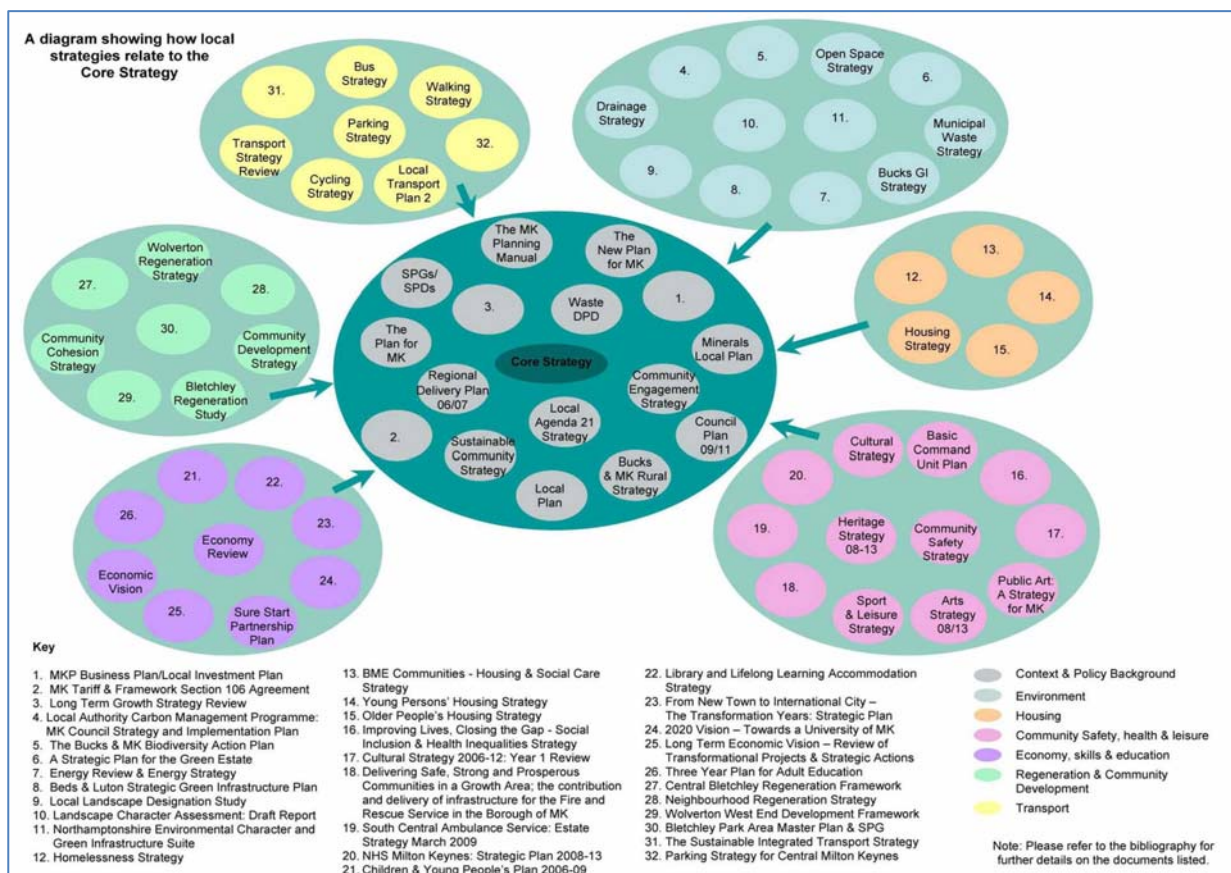 A diagram showing how local
strategies relate to the
Core Strategy
31.
Bus
Strategy
Walking
Strategy
Parking
Strategy
32.
Transport
Strategy
Review
Cycling
Strategy
Local
Transport
Plan 2
4.
5.
Open Space
Strategy
6.
Drainage
Strategy
10.
11.
Municipal
Waste
Strategy
9.
8.
7.
Bucks GI
Strategy
Wolverton
Regeneration
Strategy
27.
28.
30.
Community
Cohesion
Strategy
Community
Development
Strategy
29.
Bletchley
Regeneration
Study
The MK
Planning
Manual
The
New Plan
for MK
SPGs/
SPDs
3.
Waste
DPD
1.
The
Plan for
MK
Core Strategy
Minerals
Local Plan
Regional
Delivery Plan
06/07
Community
Engagement
Strategy
Local
Agenda 21
Strategy
Council
Plan
09/11
2.
Sustainable
Community
Strategy
Bucks
& MK Rural
Strategy
Local
Plan
13.
12.
14.
Housing
Strategy
15.
21.
22.
26.
23.
Economy
Review
Economic
Vision
24.
25.
Sure Start
Partnership
Plan
Cultural
Strategy
Basic
Command
Unit Plan
20.
16.
19.
Heritage
Strategy
08-13
Community
Safety
Strategy
17.
18.
Sport
& Leisure
Strategy
Arts
Strategy
08/13
Public Art:
A Strategy
for MK
Key
1. MKP Business Plan/Local Investment Plan
2. MK Tariff & Framework Section 106 Agreement
3. Long Term Growth Strategy Review
4. Local Authority Carbon Management Programme:
MK Council Strategy and Implementation Plan
5. The Bucks & MK Biodiversity Action Plan
6. A Strategic Plan for the Green Estate
7. Energy Review & Energy Strategy
8. Beds & Luton Strategic Green Infrastructure Plan
9. Local Landscape Designation Study
10. Landscape Character Assessment: Draft Report
11. Northamptonshire Environmental Character and
Green Infrastructure Suite
12. Homelessness Strategy
13. BME Communities - Housing & Social Care
Strategy
14. Young Persons' Housing Strategy
15. Older People's Housing Strategy
16. Improving Lives, Closing the Gap - Social
Inclusion & Health Inequalities Strategy
17. Cultural Strategy 2006-12: Year 1 Review
18. Delivering Safe, Strong and Prosperous
Communities in a Growth Area; the contribution
and delivery of infrastructure for the Fire and
Rescue Service in the Borough of MK
19. South Central Ambulance Service: Estate
Strategy March 2009
20. NHS Milton Keynes: Strategic Plan 2008-13
21. Children & Young People's Plan 2006-09
22. Library and Lifelong Learning Accommodation
Strategy
23. From New Town to International City –
The Transformation Years: Strategic Plan
24. 2020 Vision – Towards a University of MK
25. Long Term Economic Vision – Review of
Transformational Projects & Strategic Actions
26. Three Year Plan for Adult Education
27. Central Bletchley Regeneration Framework
28. Neighbourhood Regeneration Strategy
29. Wolverton West End Development Framework
30. Bletchley Park Area Master Plan & SPG
31. The Sustainable Integrated Transport Strategy
32. Parking Strategy for Central Milton Keynes
Context & Policy Background
Environment
Housing
Community Safety, health & leisure
Economy, skills & education
Regeneration & Community
Development
Transport
Note: Please refer to the bibliography for
further details on the documents listed.